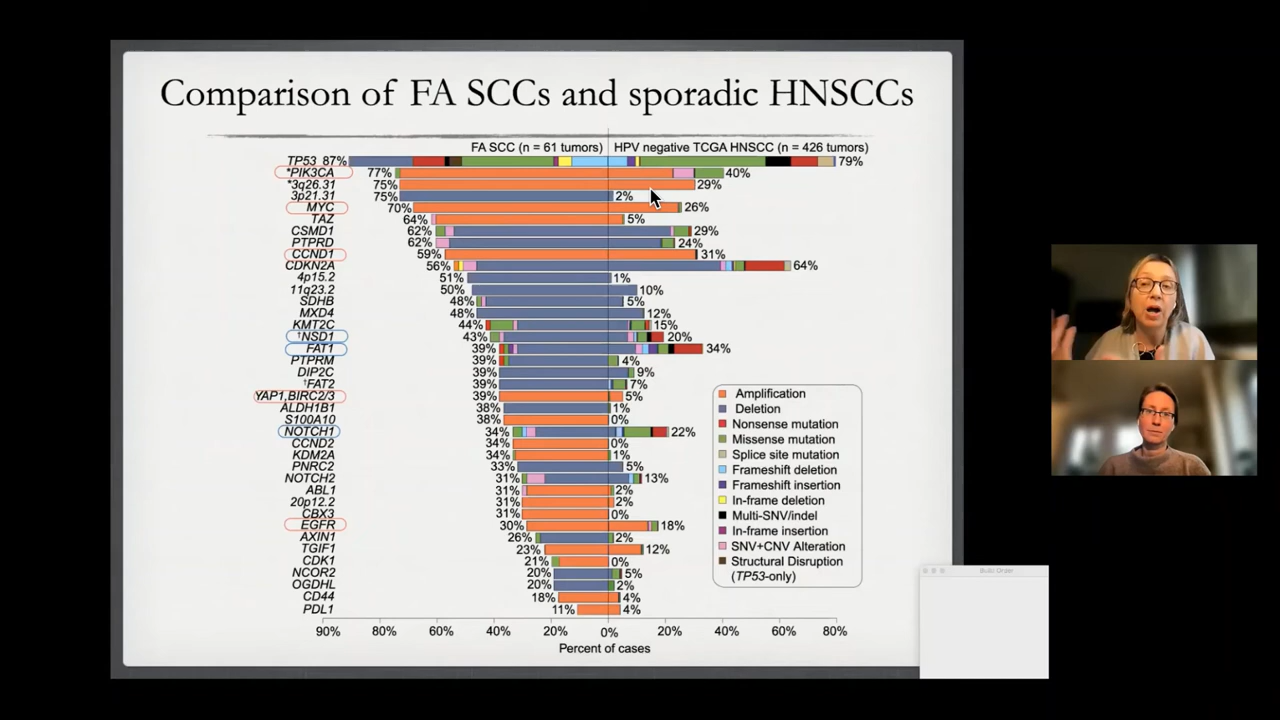 Comparison of FA SCCs and sporadic HNSCCs
FA SCC (n = 61 tumors) HPV negative TCGA HNSCC (n = 426 tumors)
TP53 87% 79%
*PIK3CA 77% 40%
*3q26.31 75% 29%
3p21.31 75% 2%
MYC 70% 26%
TAZ 64% 5%
CSMD1 62% 29%
PTPRD 62% 24%
CCND1 59% 31%
CDKN2A 56% 64%
4p15.2 51% 1%
11q23.2 50% 10%
SDHB 48% 5%
MXD4 48% 12%
KMT2C 44% 15%
†NSD1 43% 20%
FAT1 39% 34%
PTPRM 39% 4%
DIP2C 39% 9%
†FAT2 39% 7%
YAP1,BIRC2/3 39% 5%
ALDH1B1 38% 1%
S100A10 38% 0%
NOTCH1 34% 22%
CCND2 34% 0%
KDM2A 34% 1%
PNRC2 33% 5%
NOTCH2 31% 13%
ABL1 31% 2%
20p12.2 31% 2%
CBX3 31% 0%
EGFR 30% 18%
AXIN1 26% 2%
TGIF1 23% 12%
CDK1 21% 0%
NCOR2 20% 5%
OGDHL 20% 2%
CD44 18% 4%
PDL1 11% 4%
90% 80% 60% 40% 20% 0% 20% 40% 60% 80%
Percent of cases
Amplification
Deletion
Nonsense mutation
Missense mutation
Splice site mutation
Frameshift deletion
Frameshift insertion
In-frame deletion
Multi-SNV/indel
In-frame insertion
SNV+CNV Alteration
Structural Disruption
(TP53-only)
Build Order